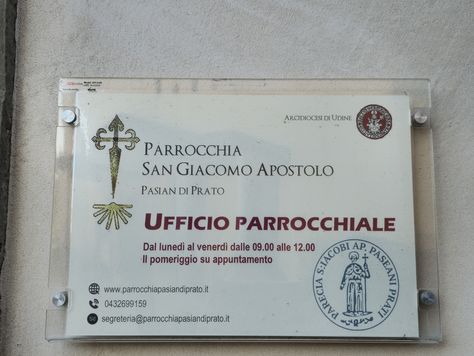 ARCIDIOCESI DI UDINE
PARROCCHIA
SAN GIACOMO APOSTOLO
PASIAN DI PRATO
UFFICIO PARROCCHIALE
Dal lunedì al venerdì dalle 09.00 alle 12.00
Il pomeriggio su appuntamento
www.parrocchiapasiandiprato.it
0432699159
segreteria@parrocchiapasiandiprato.it
PARECIA S. IACOBI AP. PASEANI PRATI